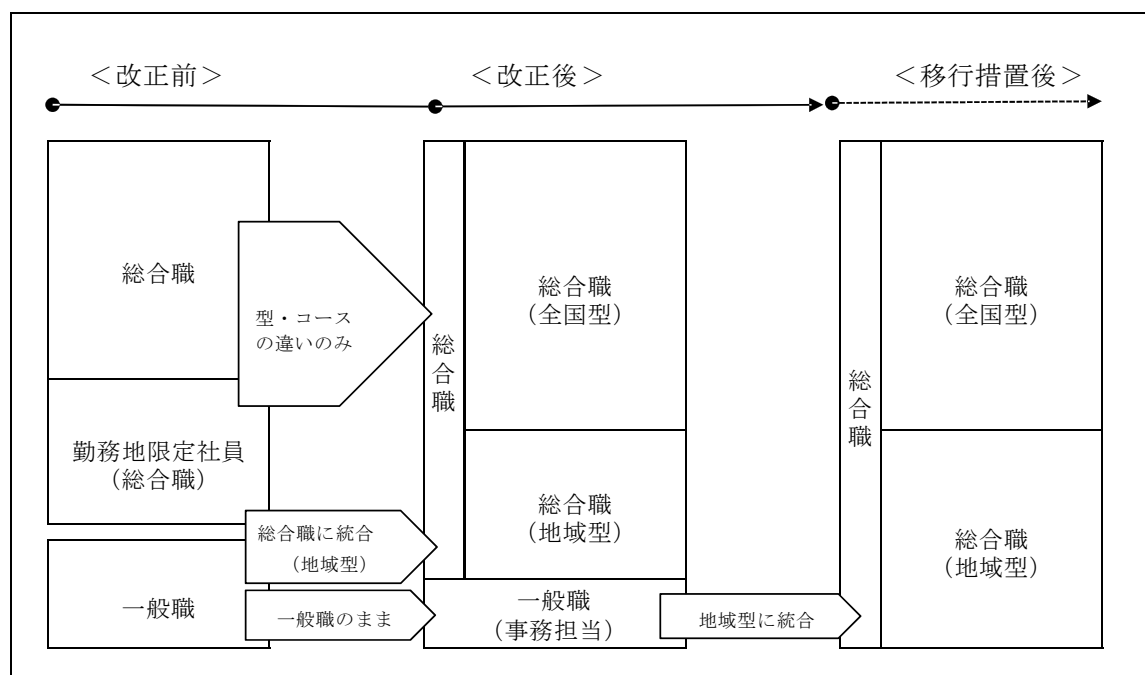 ＜改正前＞
＜改正後＞
＜移行措置後＞
総合職
型・コース
の違いのみ
勤務地限定社員
（総合職）
総合職に統合
（地域型）
一般職
一般職のまま
総合職
総合職
（全国型）
総合職
（地域型）
一般職
（事務担当）
地域型に統合
総合職
総合職
（全国型）
総合職
（地域型）